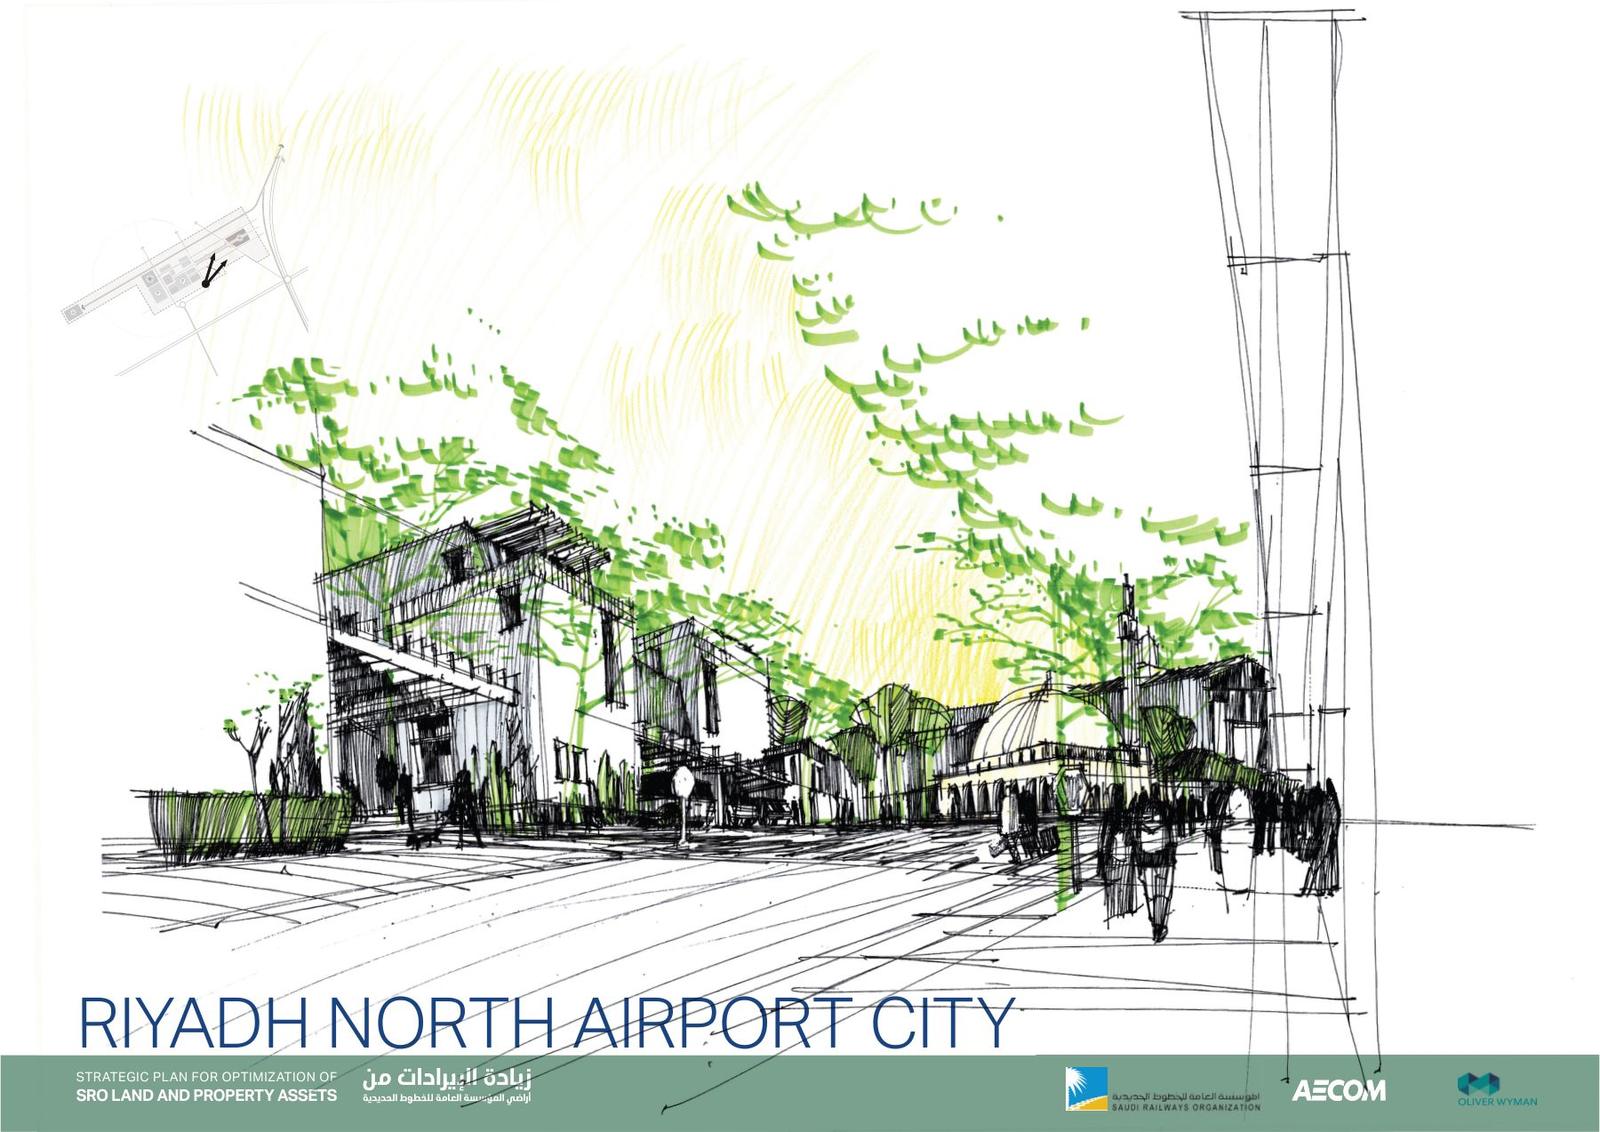 RIYADH NORTH AIRPORT CITY
STRATEGIC PLAN FOR OPTIMIZATION OF
SRO LAND AND PROPERTY ASSETS
زيادة الإيرادات من
أراضي المؤسسة العامة للخطوط الحديدية
المؤسسة العامة للخطوط الحديدية
SAUDI RAILWAYS ORGANIZATION
AECOM
OLIVER WYMAN